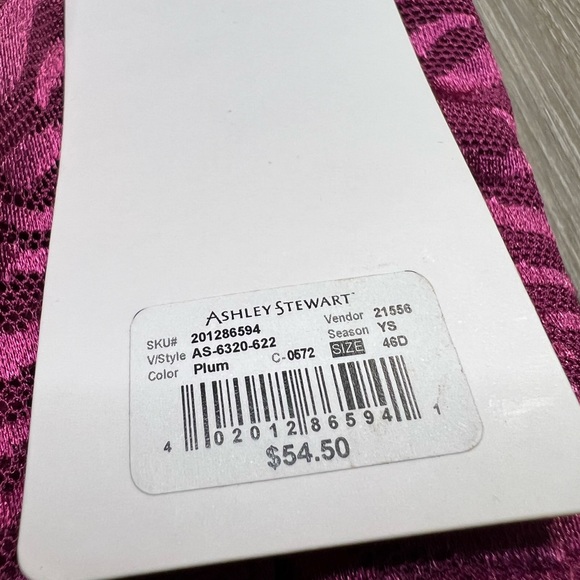 ASHLEY STEWART™
SKU# 201286594 Vendor 21556
V/Style AS-6320-622 Season YS
Color Plum C-0572 SIZE 46D
4 02012 86594 1
$54.50